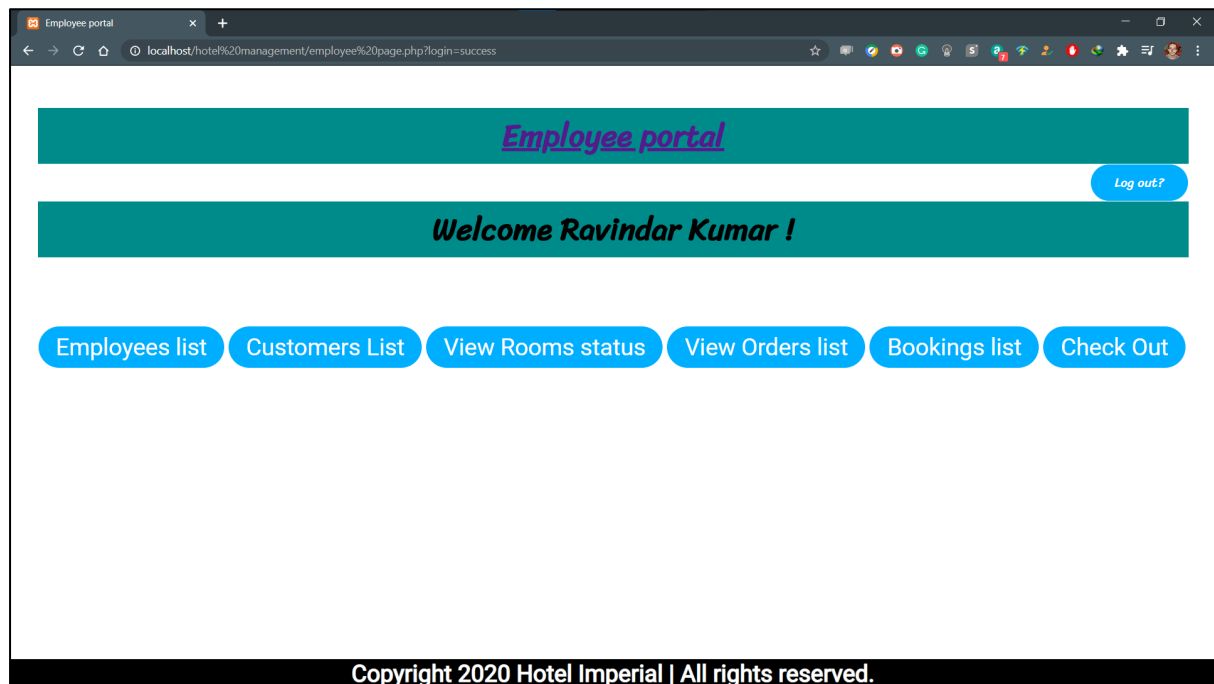 Employee portal
localhost/hotel%20management/employee%20page.php?login=success
Employee portal
Log out?
Welcome Ravindar Kumar !
Employees list Customers List View Rooms status View Orders list Bookings list Check Out
Copyright 2020 Hotel Imperial | All rights reserved.